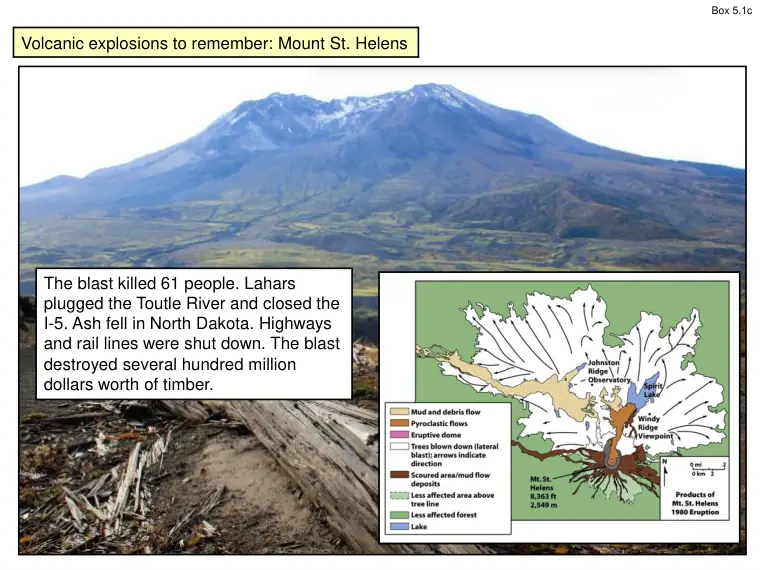 Box 5.1c
Volcanic explosions to remember: Mount St. Helens
The blast killed 61 people. Lahars
plugged the Toutle River and closed the
I-5. Ash fell in North Dakota. Highways
and rail lines were shut down. The blast
destroyed several hundred million
dollars worth of timber.
Johnston
Ridge
Observatory
Spirit
Lake
Windy
Ridge
Viewpoint
Mud and debris flow
Pyroclastic flows
Eruptive dome
Trees blown down (lateral
blast); arrows indicate
direction
Scoured area/mud flow
deposits
Less affected area above
tree line
Less affected forest
Lake
Mt. St.
Helens
8,363 ft
2,549 m
N
0 mi 2
0 km 2
Products of
Mt. St. Helens
1980 Eruption